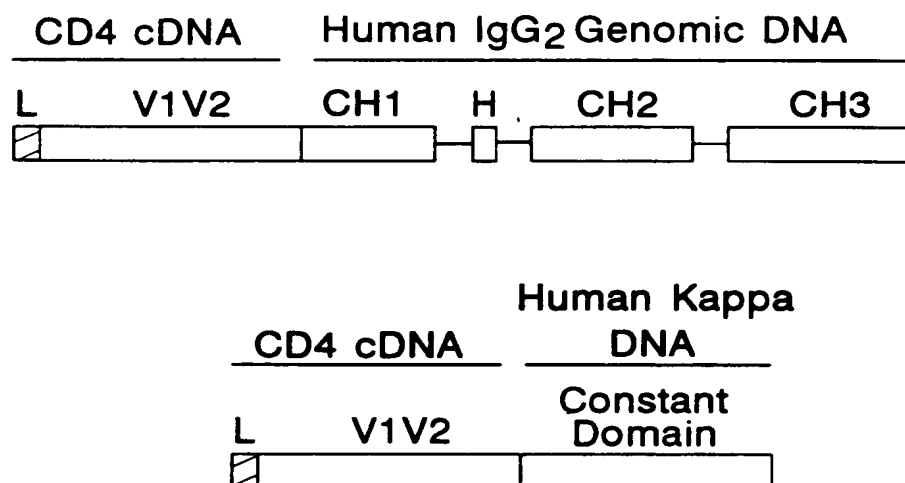 CD4 cDNA Human IgG2 Genomic DNA
L V1V2 CH1 H CH2 CH3
CD4 cDNA Human Kappa DNA
L V1V2 Constant Domain